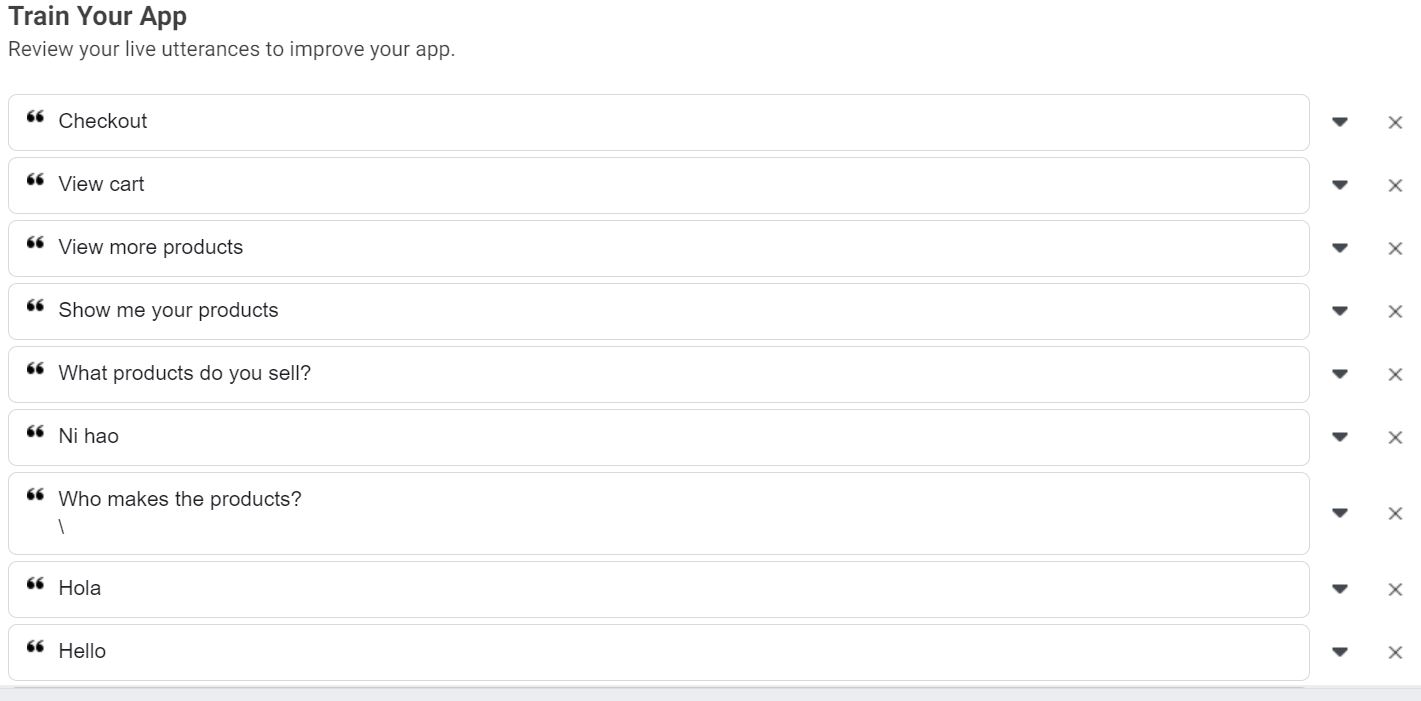 Train Your App
Review your live utterances to improve your app.
❝ Checkout
❝ View cart
❝ View more products
❝ Show me your products
❝ What products do you sell?
❝ Ni hao
❝ Who makes the products?
\
❝ Hola
❝ Hello